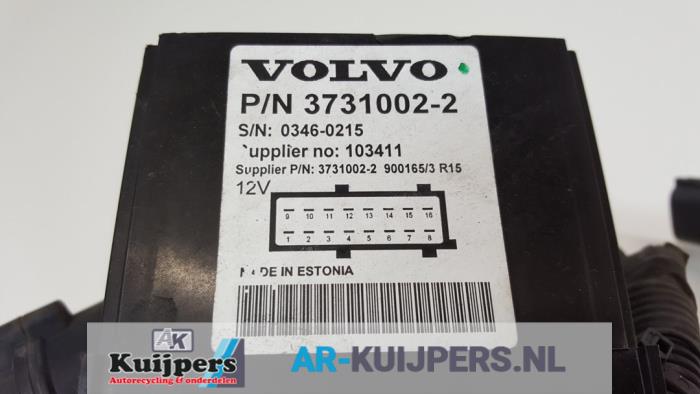 VOLVO
P/N 3731002-2
S/N: 0346-0215
Supplier no: 103411
Supplier P/N: 3731002-2 900165/3 R15
12V
9 10 11 12 13 14 15 16
1 2 3 4 5 6 7 8
MADE IN ESTONIA
AK
Kuijpers
Autorecycling & onderdelen
AR-KUIJPERS.NL